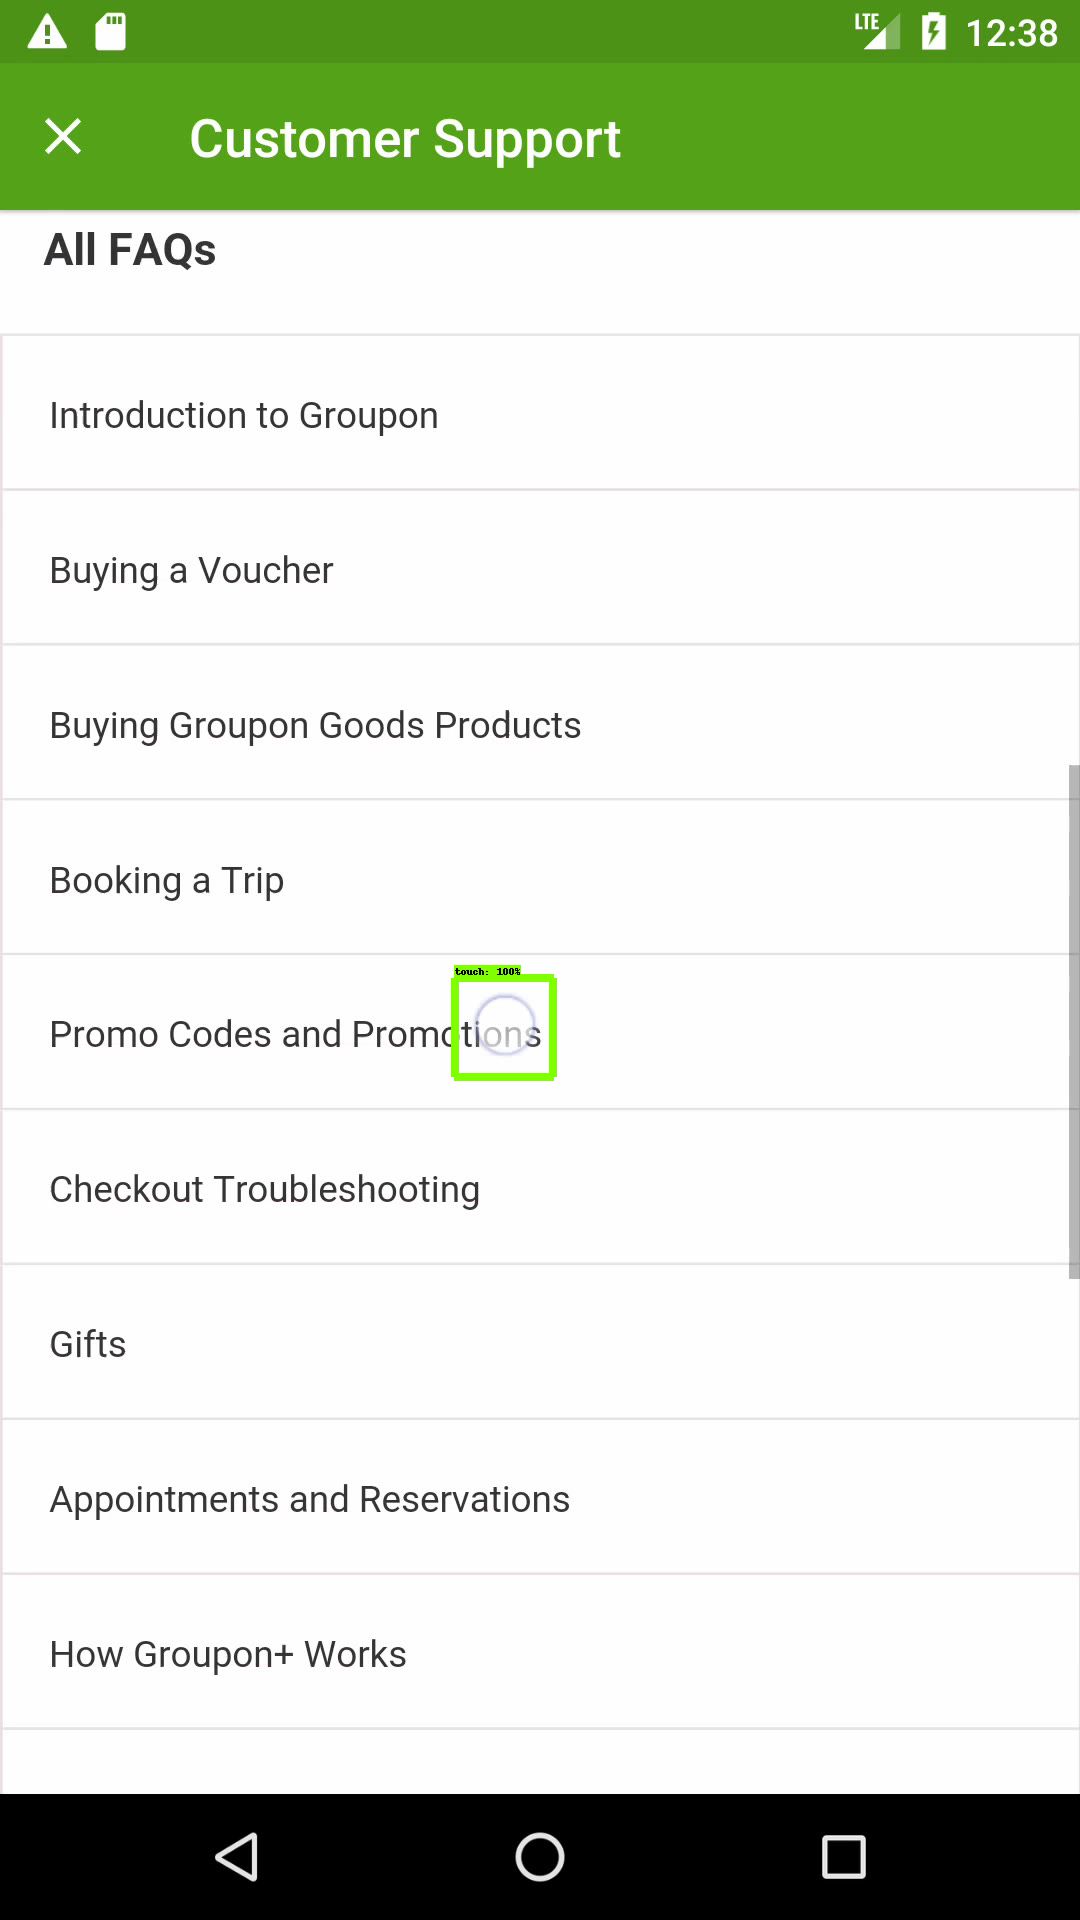 LTE 12:38
Customer Support
All FAQs
Introduction to Groupon
Buying a Voucher
Buying Groupon Goods Products
Booking a Trip
touch: 100%
Promo Codes and Promotions
Checkout Troubleshooting
Gifts
Appointments and Reservations
How Groupon+ Works